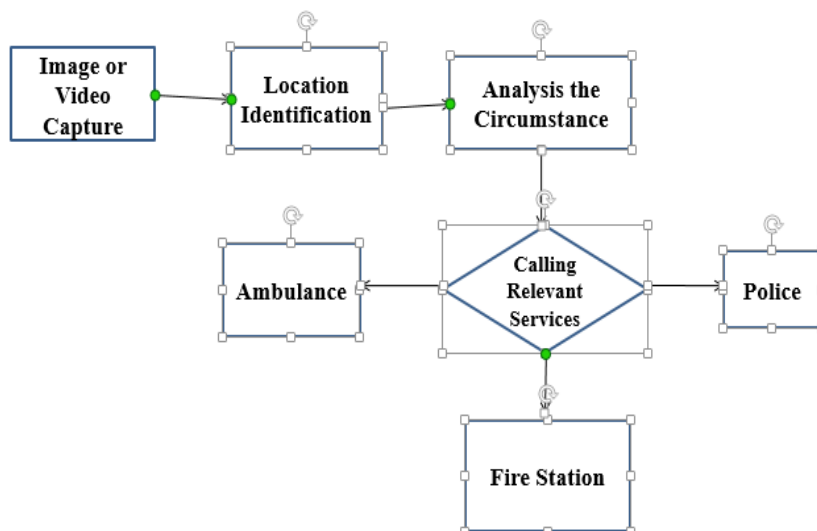 Image or
Video
Capture
Location
Identification
Analysis the
Circumstance
Calling
Relevant
Services
Ambulance
Police
Fire Station